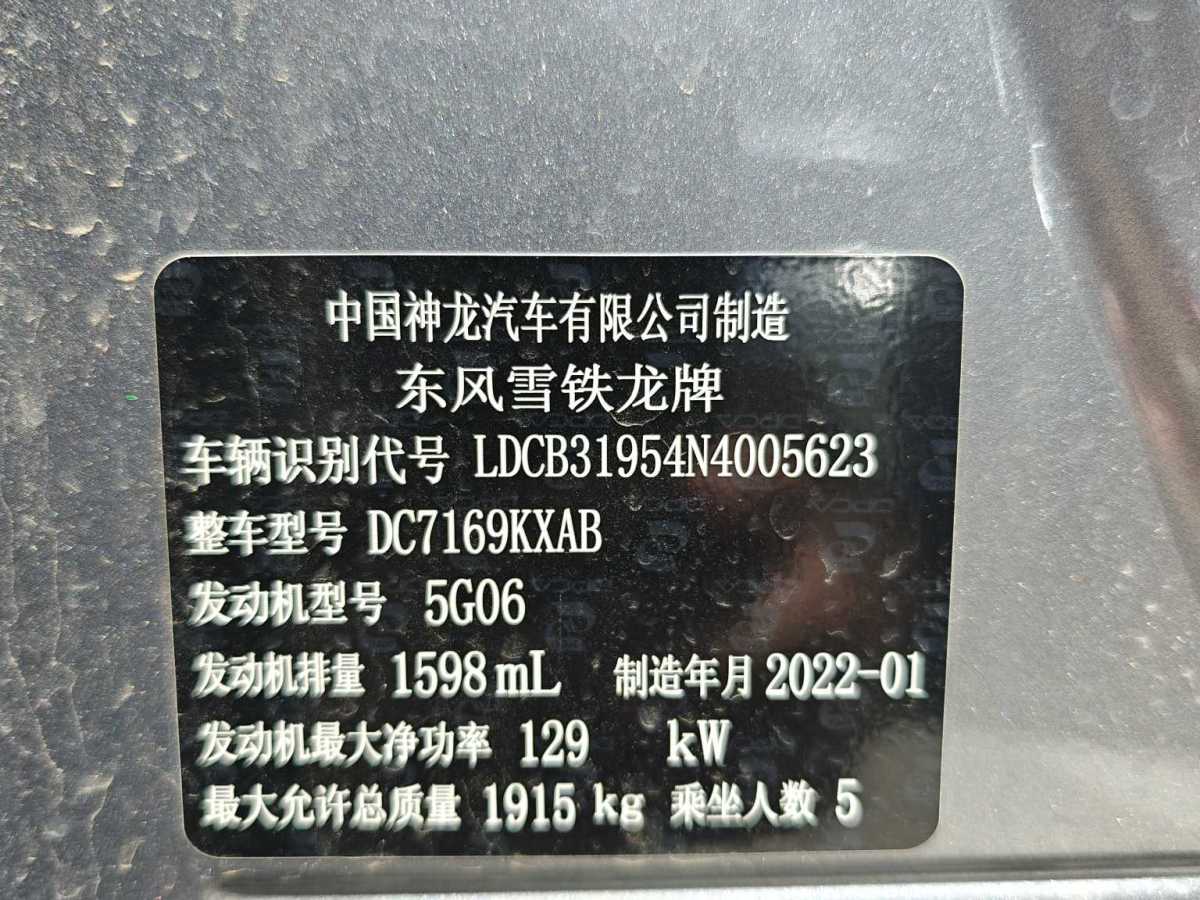 中国神龙汽车有限公司制造
东风雪铁龙牌
车辆识别代号 LDCB31954N4005623
整车型号 DC7169KXAB
发动机型号 5G06
发动机排量 1598 mL 制造年月 2022-01
发动机最大净功率 129 kW
最大允许总质量 1915 kg 乘坐人数 5